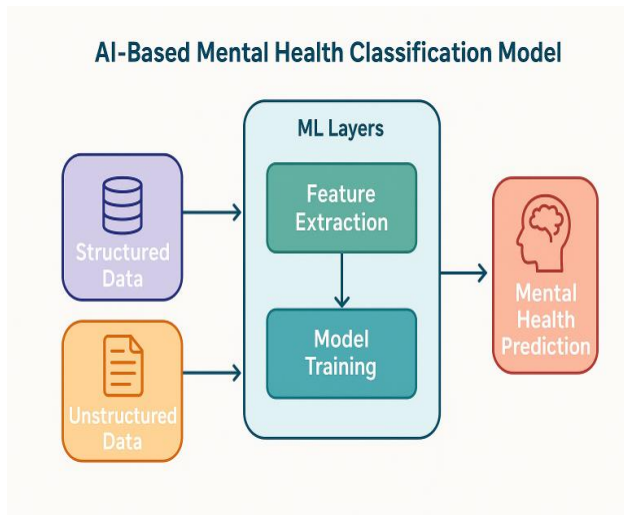 AI-Based Mental Health Classification Model
ML Layers
Structured
Data
Unstructured
Data
Feature
Extraction
Model
Training
Mental
Health
Prediction